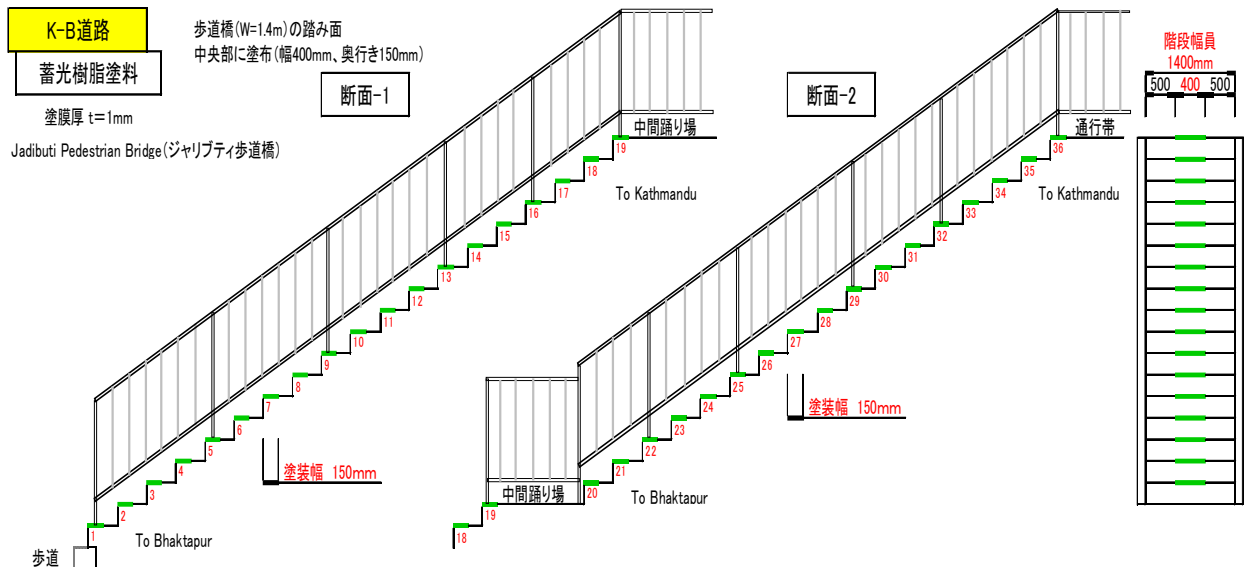 K-B道路
蓄光樹脂塗料
塗膜厚 t=1mm
Jadibuti Pedestrian Bridge(ジャリブティ歩道橋)
歩道橋(W=1.4m)の踏み面
中央部に塗布(幅400mm、奥行き150mm)
断面-1
中間踊り場
19
18
17
16
15
14
13
12
11
10
9
8
7
6
5
4
3
2
1
To Kathmandu
塗装幅 150mm
To Bhaktapur
歩道
断面-2
通行帯
36
35
34
33
32
31
30
29
28
27
26
25
24
23
22
21
20
19
18
To Kathmandu
塗装幅 150mm
中間踊り場
To Bhaktapur
階段幅員
1400mm
500 400 500